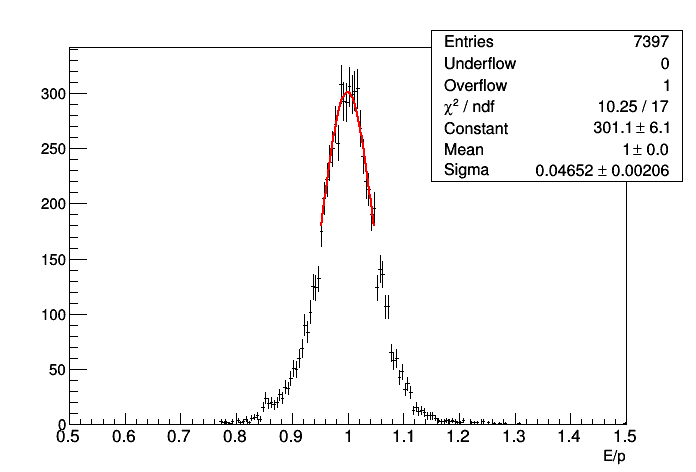 Entries 7397
Underflow 0
Overflow 1
χ² / ndf 10.25 / 17
Constant 301.1 ± 6.1
Mean 1 ± 0.0
Sigma 0.04652 ± 0.00206
300
250
200
150
100
50
0
0.5 0.6 0.7 0.8 0.9 1 1.1 1.2 1.3 1.4 1.5
E/p